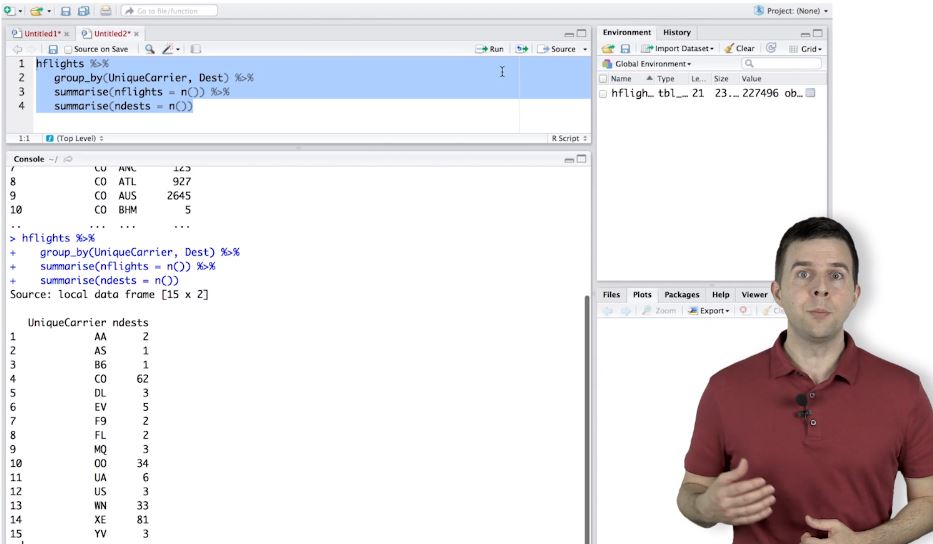 Go to file/function
Project: (None)
Untitled1*
Untitled2*
Source on Save
Run
Source
1 hflights %>%
2 group_by(UniqueCarrier, Dest) %>%
3 summarise(nflights = n()) %>%
4 summarise(ndests = n())
1:1 (Top Level) R Script
Console ~/
7 CO ANC 125
8 CO ATL 927
9 CO AUS 2645
10 CO BHM 5
.. ... ... ...
> hflights %>%
+ group_by(UniqueCarrier, Dest) %>%
+ summarise(nflights = n()) %>%
+ summarise(ndests = n())
Source: local data frame [15 x 2]
UniqueCarrier ndests
1 AA 2
2 AS 1
3 B6 1
4 CO 62
5 DL 3
6 EV 5
7 F9 2
8 FL 2
9 MQ 3
10 OO 34
11 UA 6
12 US 3
13 WN 33
14 XE 81
15 YV 3
Environment History
Import Dataset Clear Grid
Global Environment
Name Type Le... Size Value
hfligh... tbl_... 21 23.... 227496 ob...
Files Plots Packages Help Viewer
Zoom Export